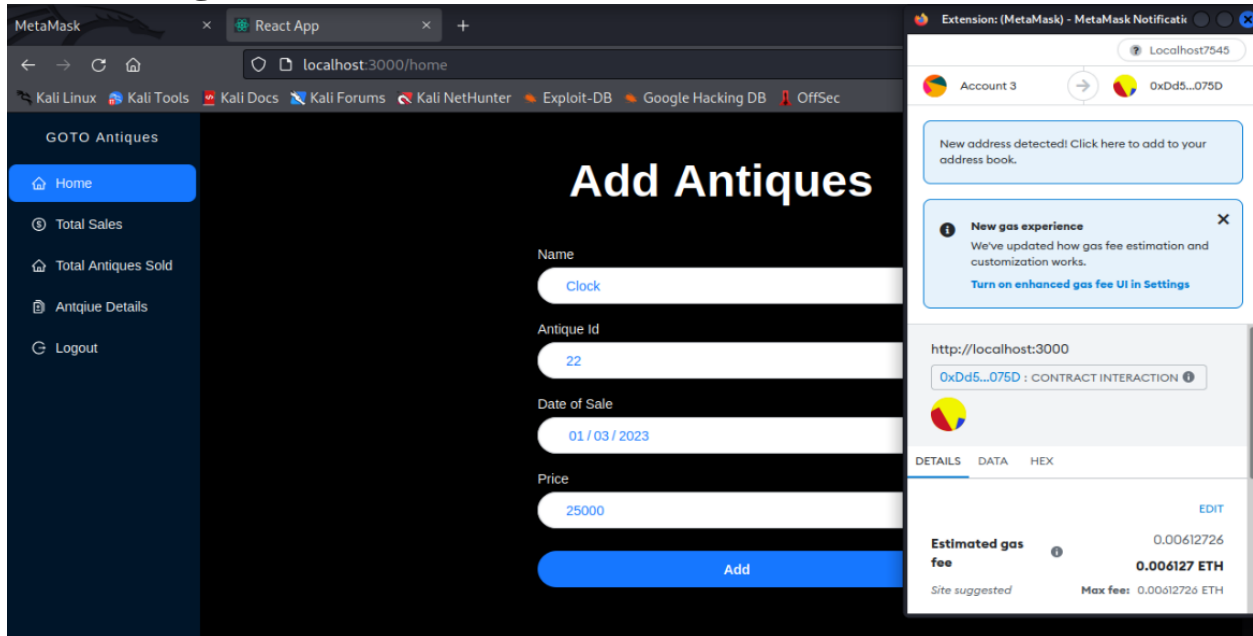 MetaMask
React App
localhost:3000/home
Kali Linux Kali Tools Kali Docs Kali Forums Kali NetHunter Exploit-DB Google Hacking DB OffSec
GOTO Antiques
Home
Total Sales
Total Antiques Sold
Antqiue Details
Logout
Add Antiques
Name
Clock
Antique Id
22
Date of Sale
01 / 03 / 2023
Price
25000
Add
Extension: (MetaMask) - MetaMask Notificatic
Localhost7545
Account 3
0xDd5...075D
New address detected! Click here to add to your
address book.
New gas experience
We've updated how gas fee estimation and
customization works.
Turn on enhanced gas fee UI in Settings
http://localhost:3000
0xDd5...075D : CONTRACT INTERACTION
DETAILS DATA HEX
EDIT
Estimated gas
fee
0.00612726
0.006127 ETH
Site suggested
Max fee: 0.00612726 ETH